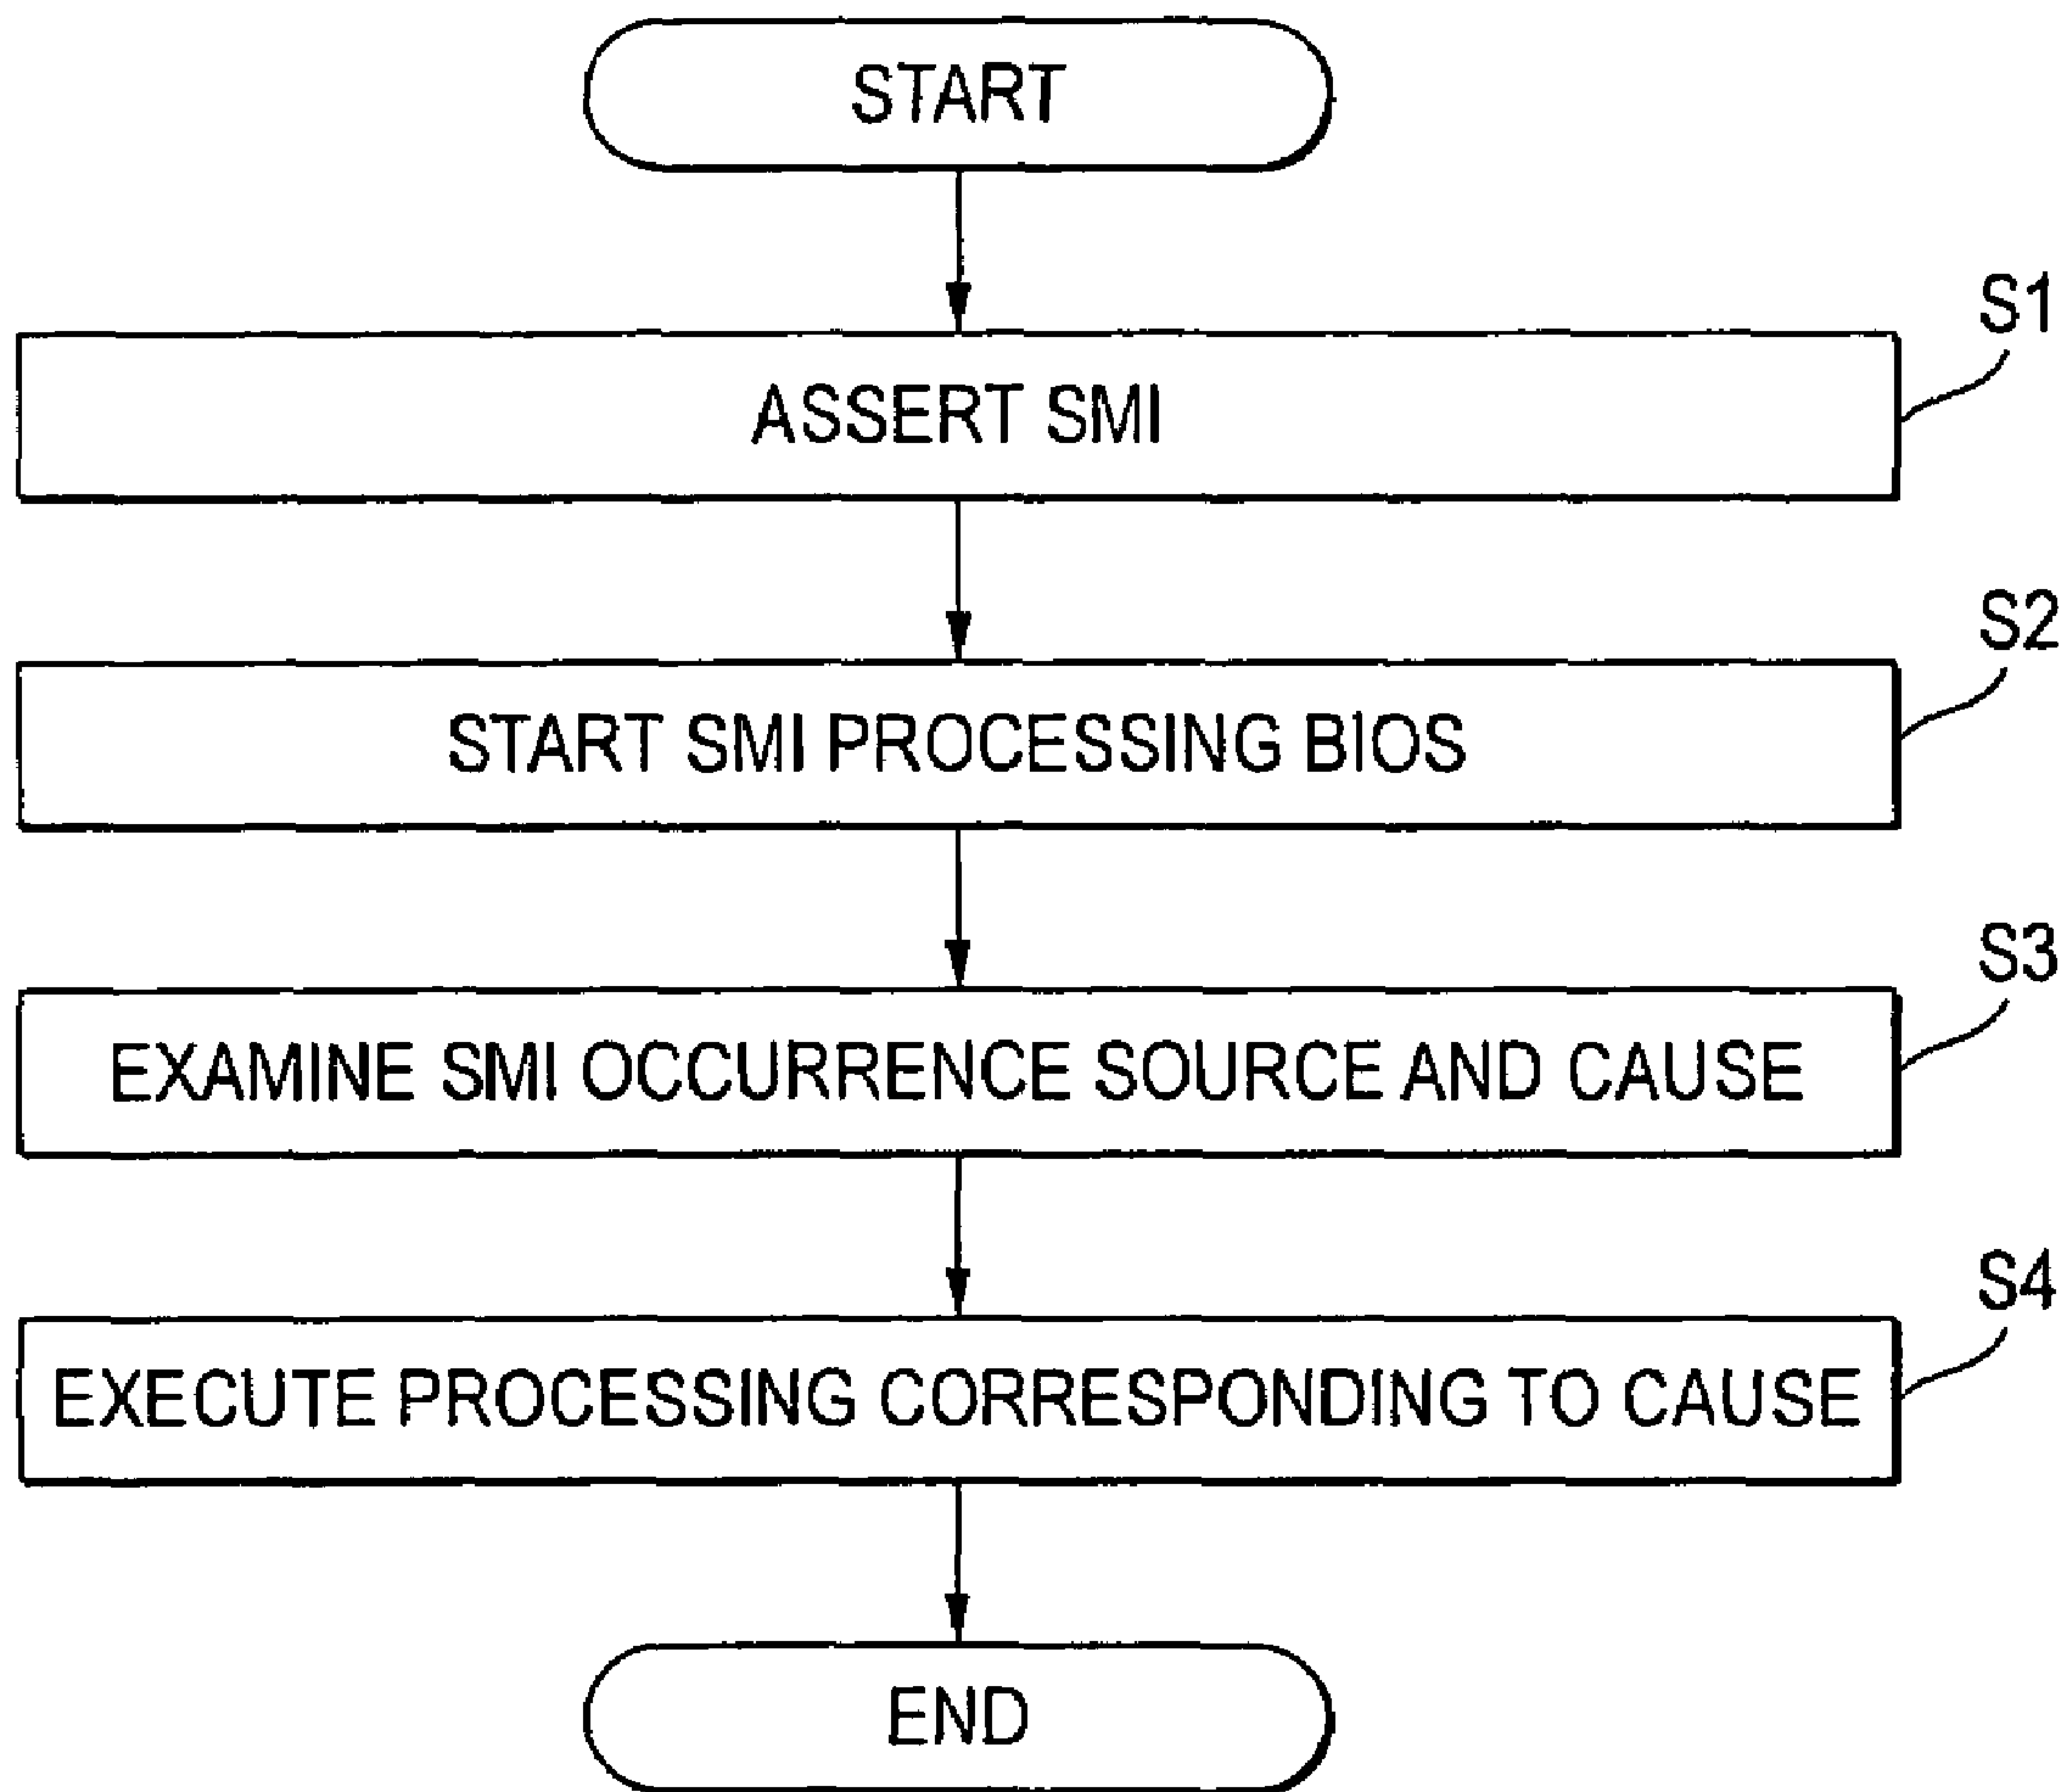 START
S1
ASSERT SMI
S2
START SMI PROCESSING BIOS
S3
EXAMINE SMI OCCURRENCE SOURCE AND CAUSE
S4
EXECUTE PROCESSING CORRESPONDING TO CAUSE
END